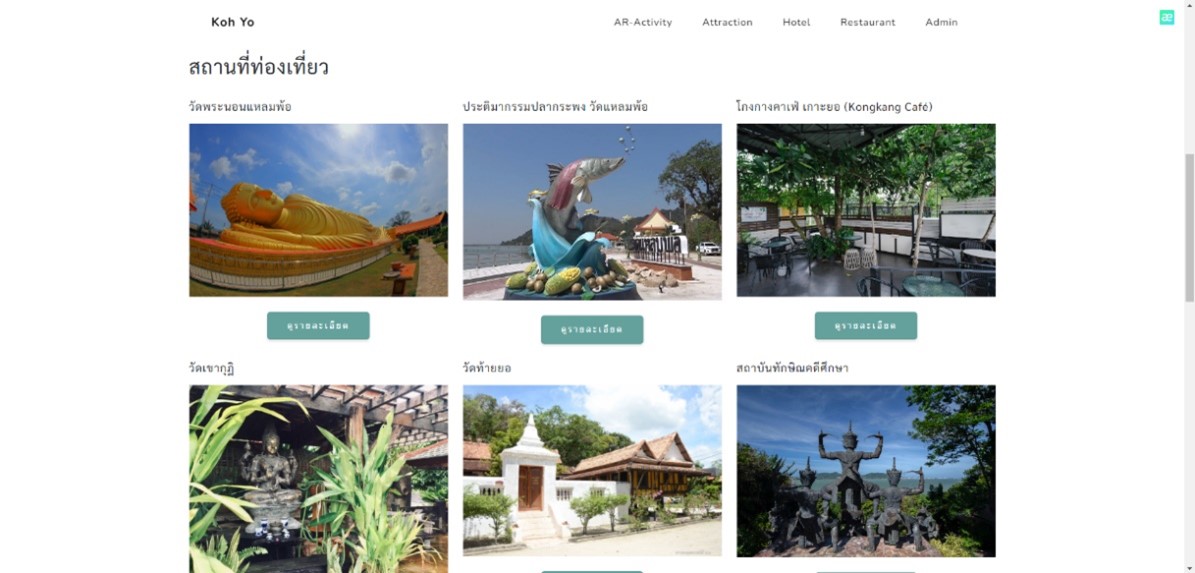 Koh Yo
AR-Activity
Attraction
Hotel
Restaurant
Admin
æ
สถานที่ท่องเที่ยว
วัดพระนอนแหลมพ้อ
ประติมากรรมปลากระพง วัดแหลมพ้อ
โกงกางคาเฟ่ เกาะยอ (Kongkang Café)
ดูรายละเอียด
ดูรายละเอียด
ดูรายละเอียด
วัดเขากุฏิ
วัดท้ายยอ
สถาบันทักษิณคดีศึกษา